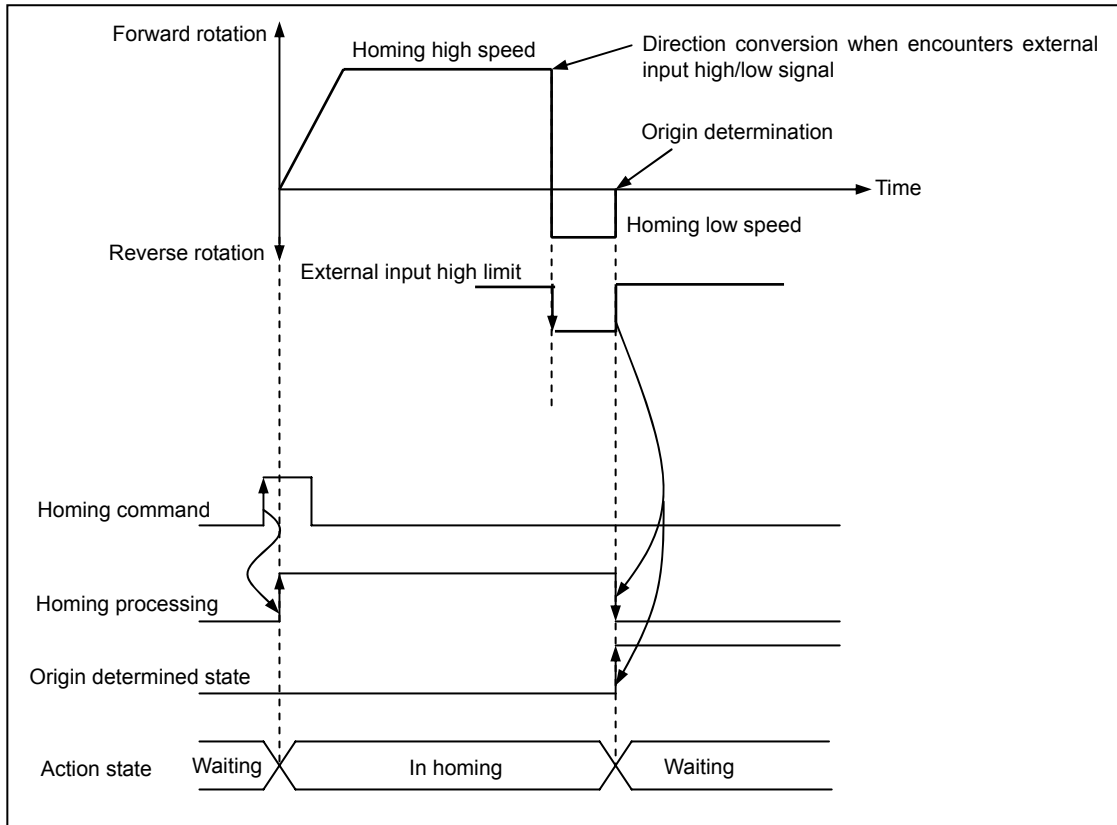 Forward rotation
Homing high speed
Direction conversion when encounters external
input high/low signal
Origin determination
Time
Homing low speed
Reverse rotation
External input high limit
Homing command
Homing processing
Origin determined state
Action state
Waiting
In homing
Waiting